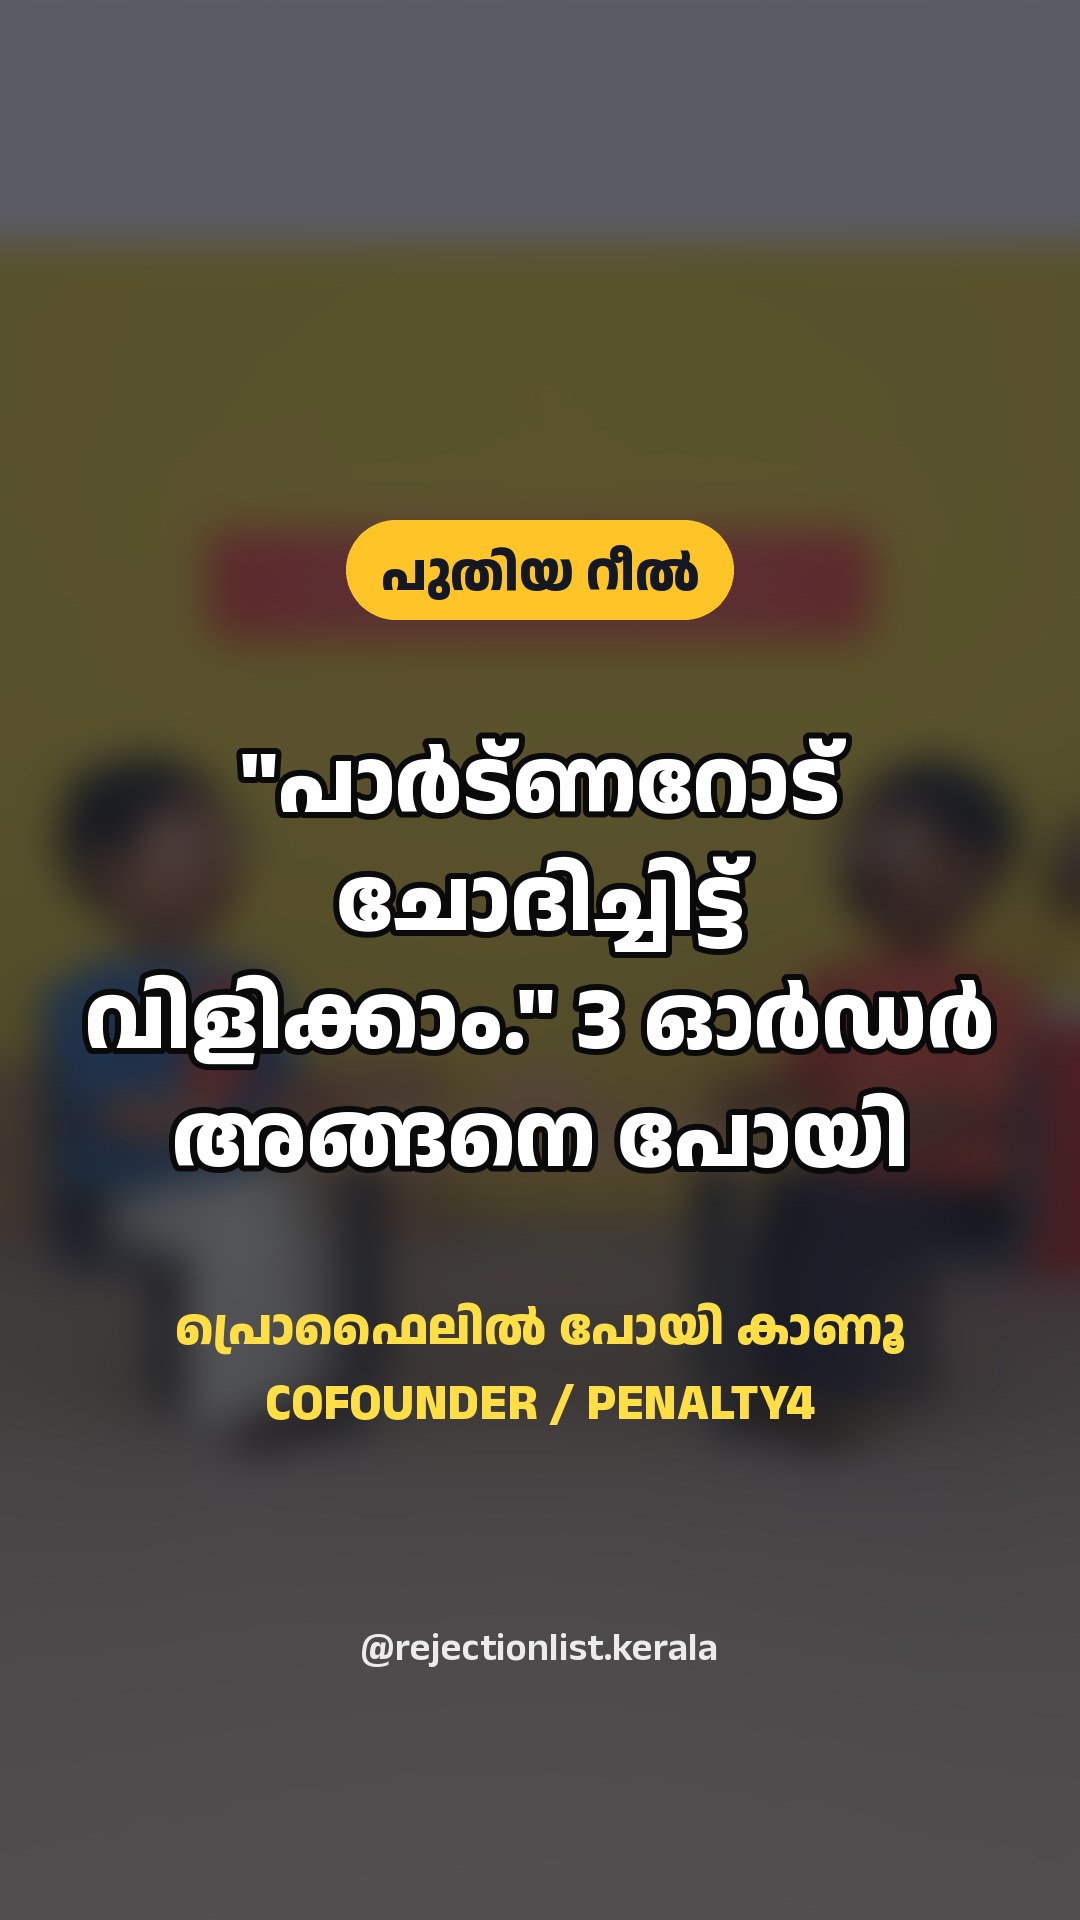 പുതിയ റീൽ
"പാർട്ണറോട്
ചോദിച്ചിട്ട്
വിളിക്കാം." 3 ഓർഡർ
അങ്ങനെ പോയി
പ്രൊഫൈലിൽ പോയി കാണൂ
COFOUNDER / PENALTY4
@rejectionlist.kerala